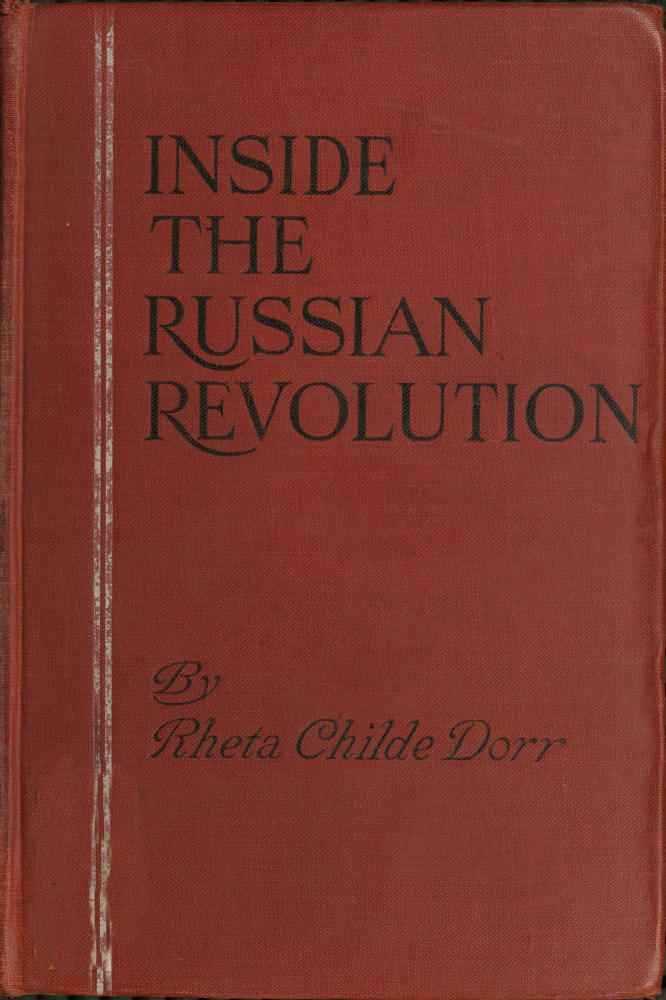 INSIDE
THE
RUSSIAN
REVOLUTION
By
Rheta Childe Dorr